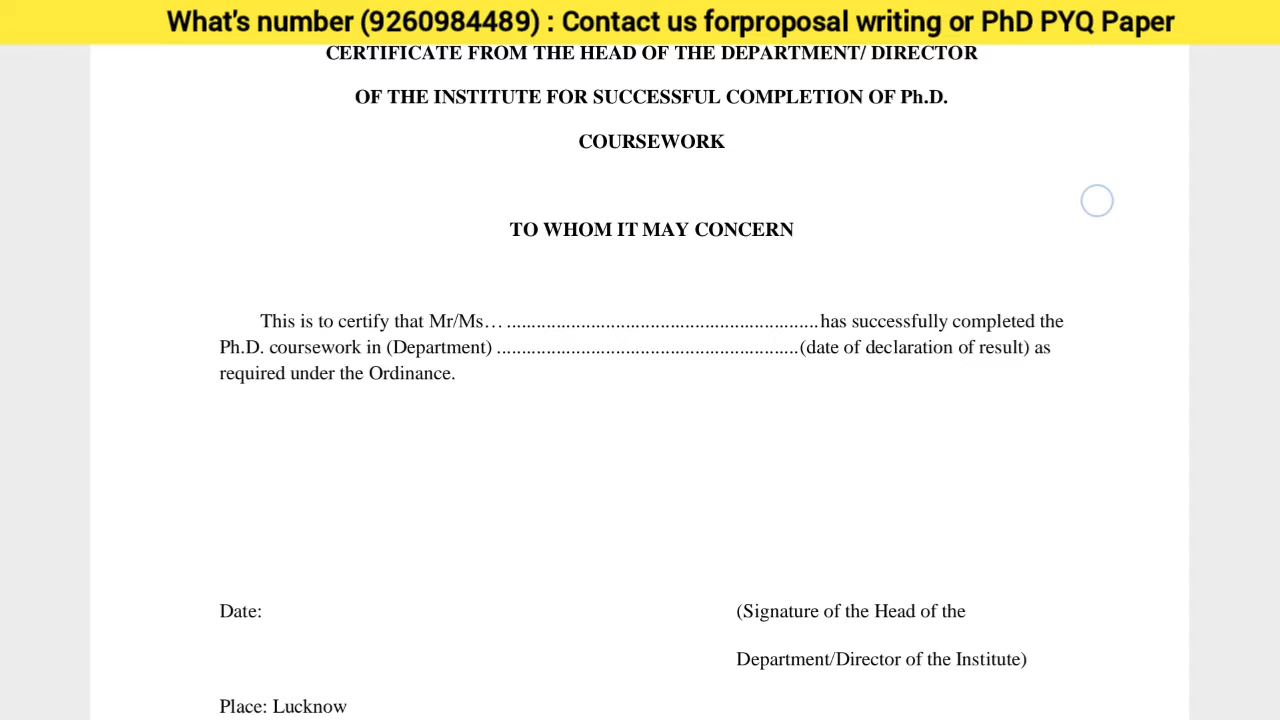 What's number (9260984489) : Contact us forproposal writing or PhD PYQ Paper
CERTIFICATE FROM THE HEAD OF THE DEPARTMENT/ DIRECTOR
OF THE INSTITUTE FOR SUCCESSFUL COMPLETION OF Ph.D.
COURSEWORK
TO WHOM IT MAY CONCERN
This is to certify that Mr/Ms… ...............................................................has successfully completed the
Ph.D. coursework in (Department) .............................................................(date of declaration of result) as
required under the Ordinance.
Date:
(Signature of the Head of the
Department/Director of the Institute)
Place: Lucknow